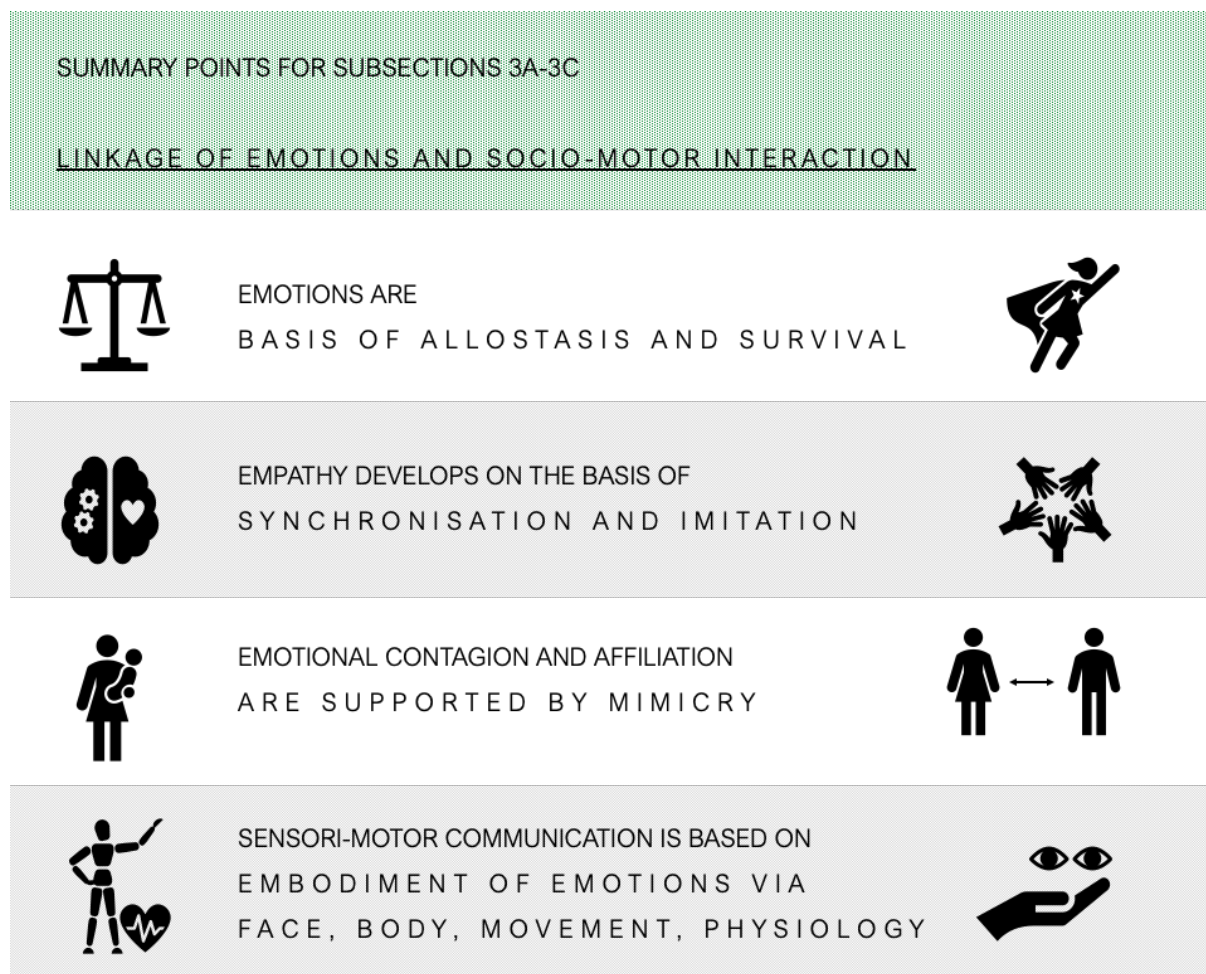 SUMMARY POINTS FOR SUBSECTIONS 3A-3C
LINKAGE OF EMOTIONS AND SOCIO-MOTOR INTERACTION
EMOTIONS ARE
BASIS OF ALLOSTASIS AND SURVIVAL
EMPATHY DEVELOPS ON THE BASIS OF
SYNCHRONISATION AND IMITATION
EMOTIONAL CONTAGION AND AFFILIATION
ARE SUPPORTED BY MIMICRY
SENSORI-MOTOR COMMUNICATION IS BASED ON
EMBODIMENT OF EMOTIONS VIA
FACE, BODY, MOVEMENT, PHYSIOLOGY